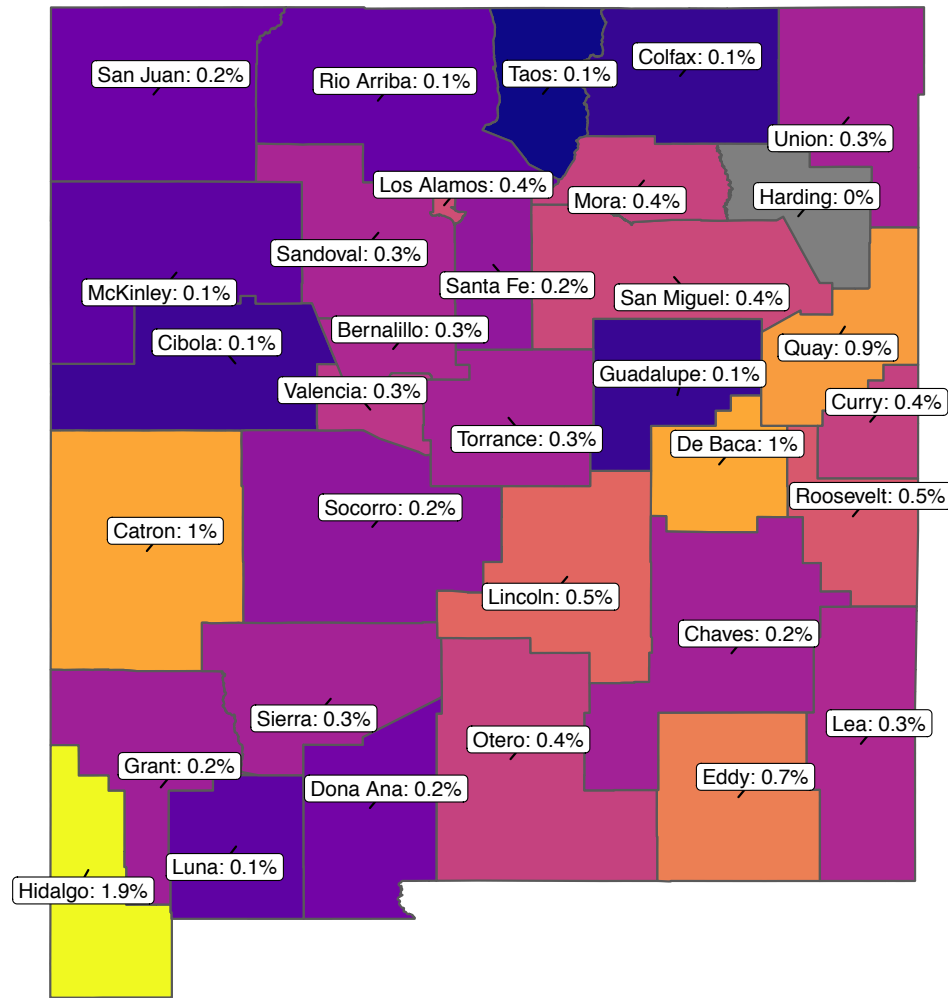 Colfax: 0.1%
San Juan: 0.2%
Rio Arriba: 0.1%
Taos: 0.1%
Union: 0.3%
Los Alamos: 0.4%
Mora: 0.4%
Harding: 0%
Sandoval: 0.3%
McKinley: 0.1%
Santa Fe: 0.2%
San Miguel: 0.4%
Bernalillo: 0.3%
Cibola: 0.1%
Quay: 0.9%
Guadalupe: 0.1%
Valencia: 0.3%
Curry: 0.4%
Torrance: 0.3%
De Baca: 1%
Roosevelt: 0.5%
Socorro: 0.2%
Catron: 1%
Lincoln: 0.5%
Chaves: 0.2%
Sierra: 0.3%
Lea: 0.3%
Otero: 0.4%
Grant: 0.2%
Eddy: 0.7%
Dona Ana: 0.2%
Luna: 0.1%
Hidalgo: 1.9%